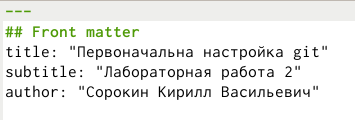 ---
## Front matter
title: "Первоначальна настройка git"
subtitle: "Лабораторная работа 2"
author: "Сорокин Кирилл Васильевич"